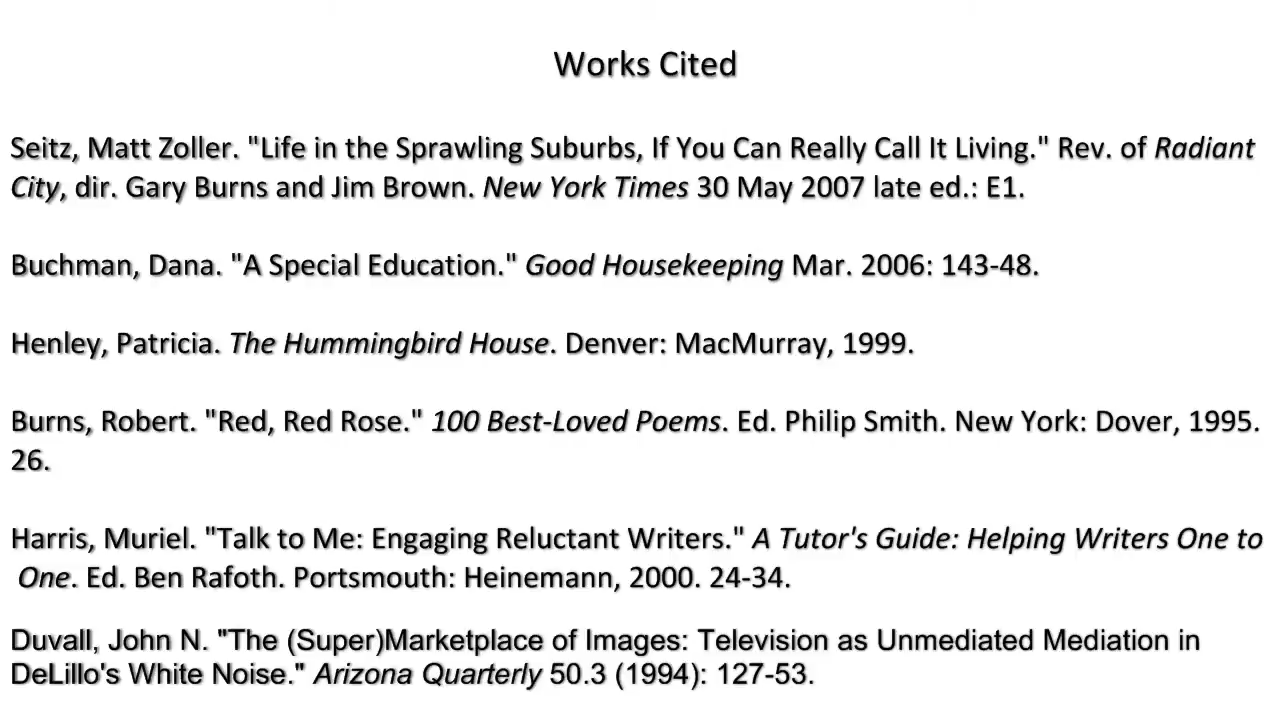 Works Cited
Seitz, Matt Zoller. "Life in the Sprawling Suburbs, If You Can Really Call It Living." Rev. of Radiant
City, dir. Gary Burns and Jim Brown. New York Times 30 May 2007 late ed.: E1.
Buchman, Dana. "A Special Education." Good Housekeeping Mar. 2006: 143-48.
Henley, Patricia. The Hummingbird House. Denver: MacMurray, 1999.
Burns, Robert. "Red, Red Rose." 100 Best-Loved Poems. Ed. Philip Smith. New York: Dover, 1995.
26.
Harris, Muriel. "Talk to Me: Engaging Reluctant Writers." A Tutor's Guide: Helping Writers One to
One. Ed. Ben Rafoth. Portsmouth: Heinemann, 2000. 24-34.
Duvall, John N. "The (Super)Marketplace of Images: Television as Unmediated Mediation in
DeLillo's White Noise." Arizona Quarterly 50.3 (1994): 127-53.